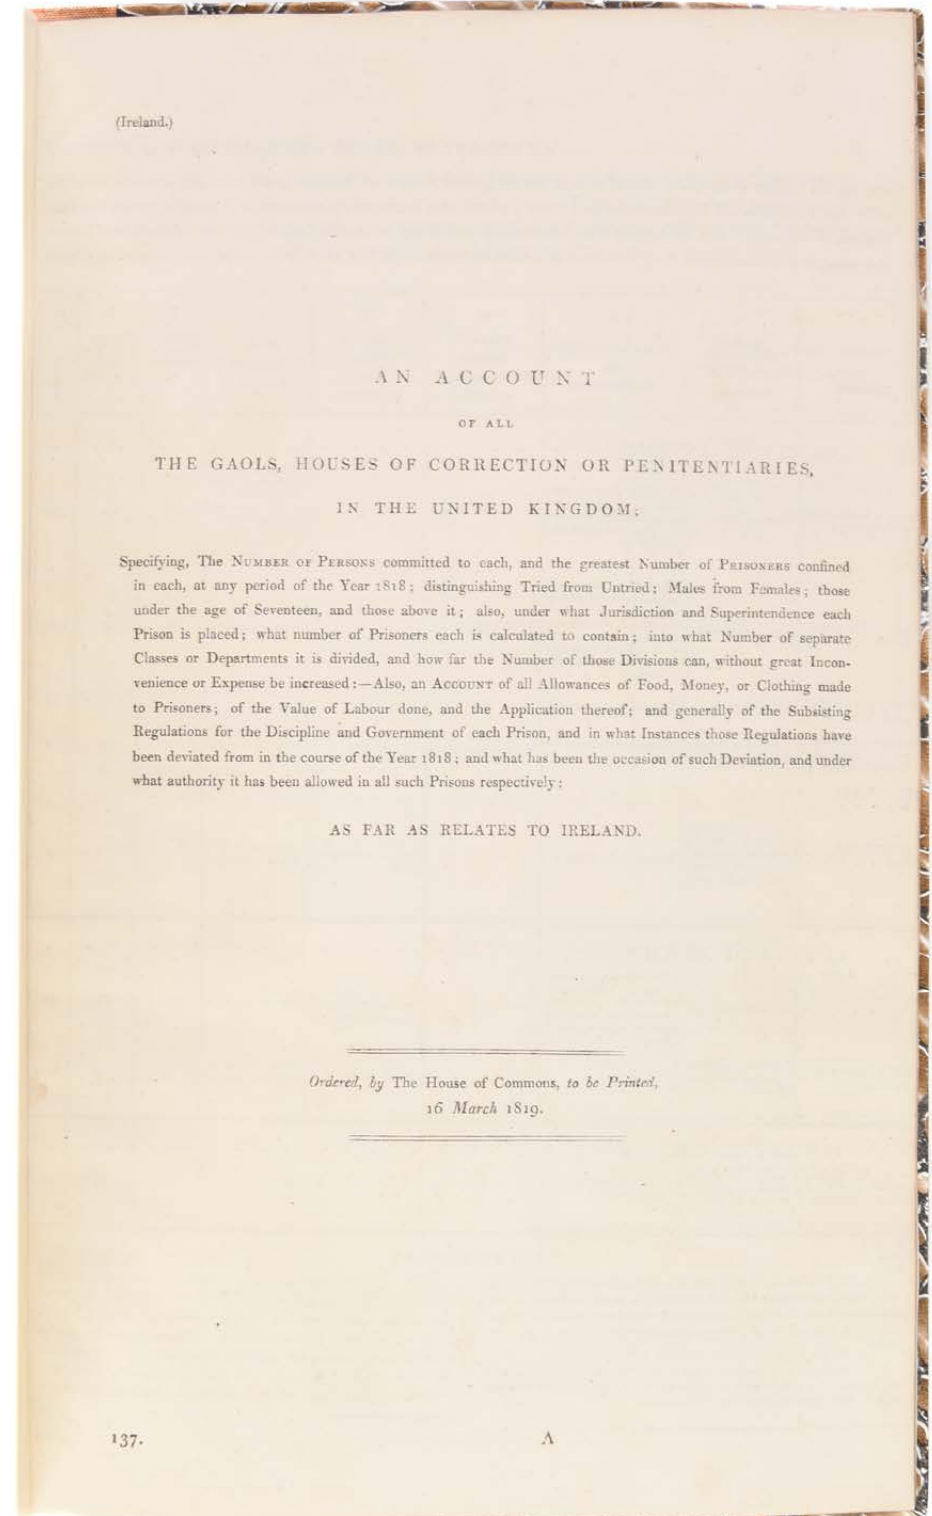 (Ireland.)
AN ACCOUNT
OF ALL
THE GAOLS, HOUSES OF CORRECTION OR PENITENTIARIES,
IN THE UNITED KINGDOM;
Specifying, The NUMBER OF PERSONS committed to each, and the greatest Number of PRISONERS confined
in each, at any period of the Year 1818; distinguishing Tried from Untried; Males from Females; those
under the age of Seventeen, and those above it; also, under what Jurisdiction and Superintendence each
Prison is placed; what number of Prisoners each is calculated to contain; into what Number of separate
Classes or Departments it is divided, and how far the Number of those Divisions can, without great Incon-
venience or Expense be increased:—Also, an ACCOUNT of all Allowances of Food, Money, or Clothing made
to Prisoners; of the Value of Labour done, and the Application thereof; and generally of the Subsisting
Regulations for the Discipline and Government of each Prison, and in what Instances those Regulations have
been deviated from in the course of the Year 1818; and what has been the occasion of such Deviation, and under
what authority it has been allowed in all such Prisons respectively:
AS FAR AS RELATES TO IRELAND.
Ordered, by The House of Commons, to be Printed,
16 March 1819.
137.
A